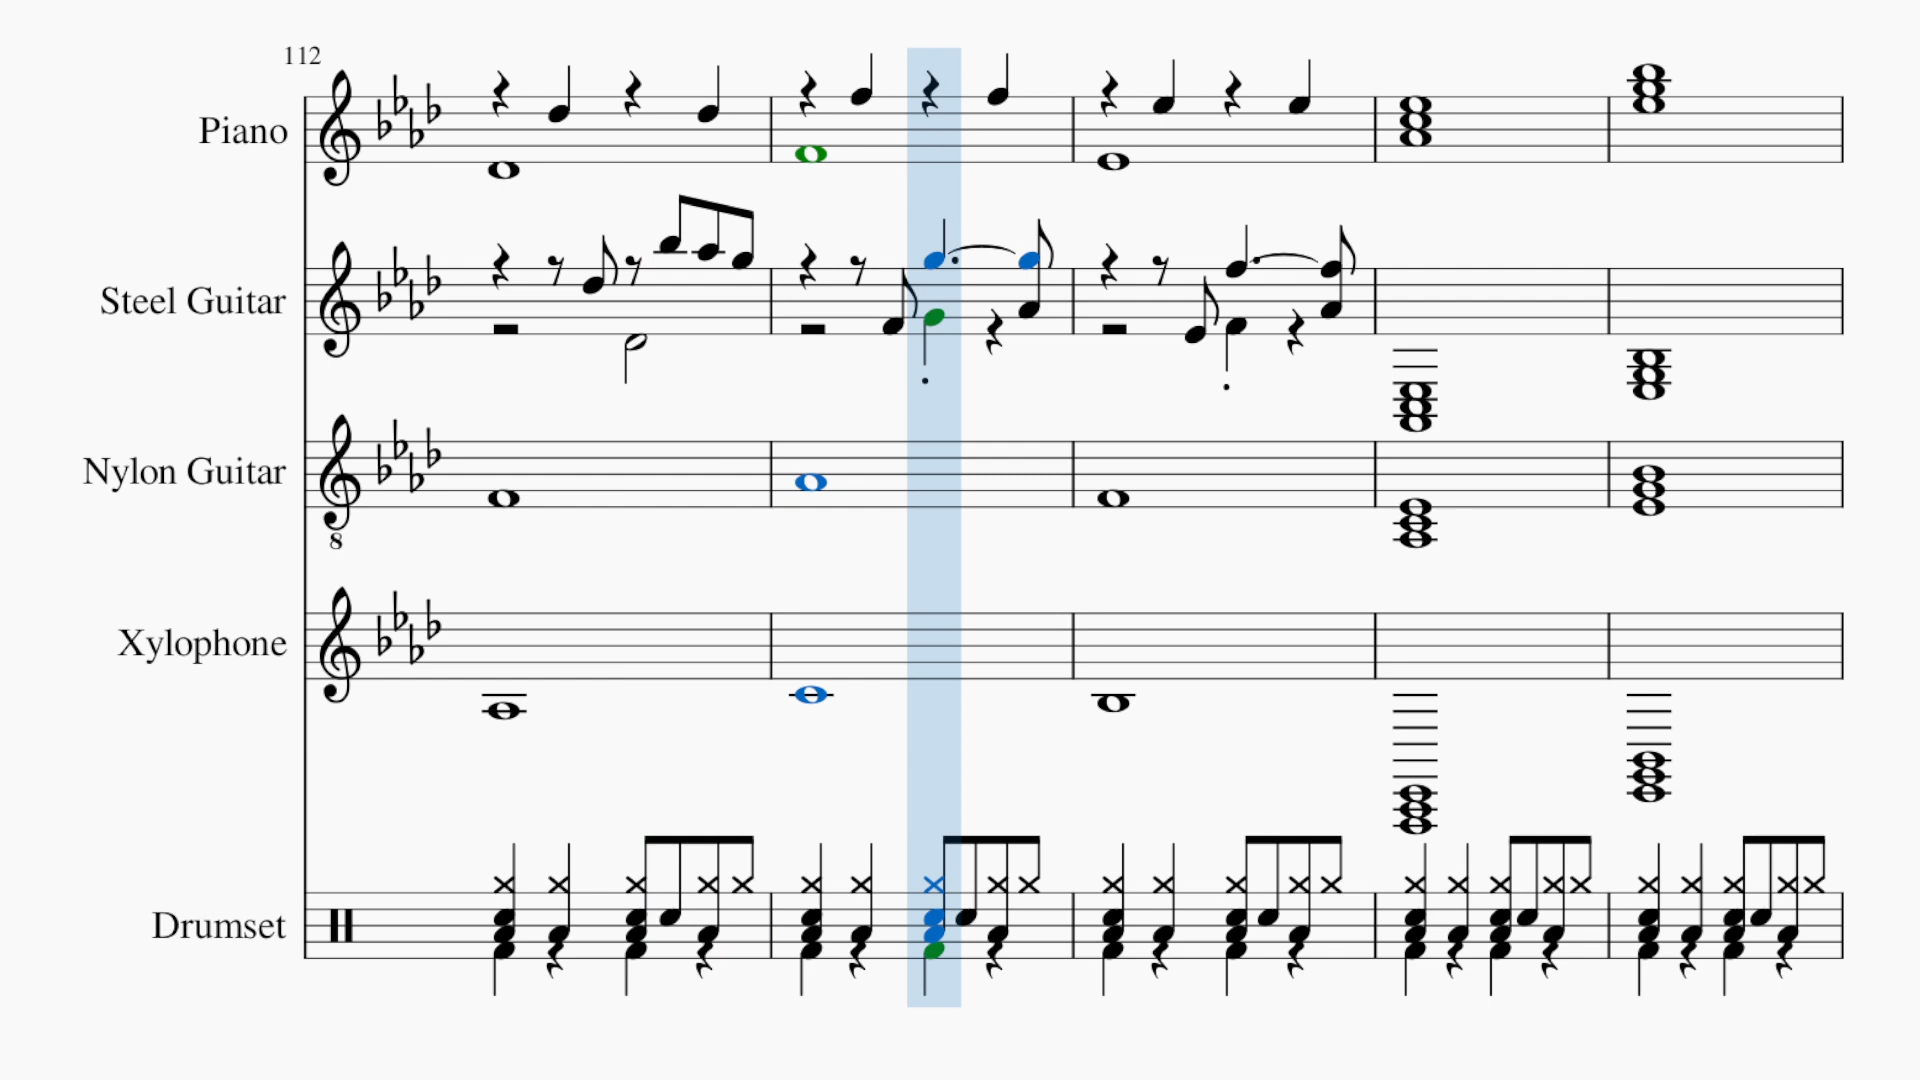 112
Piano
Steel Guitar
Nylon Guitar
8
Xylophone
Drumset